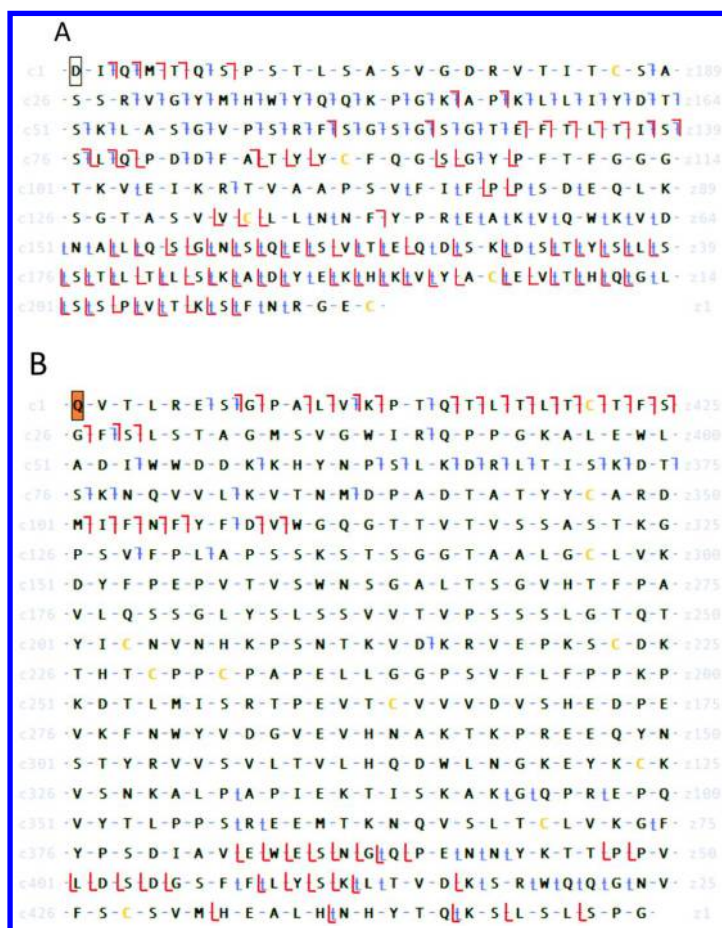 A
c1 D I Q M T Q S P S T L S A S V G D R V T I T C S A z189
c26 S S R V G Y M H W Y Q Q K P G K A P K L L I Y D T z164
c51 S K L A S G V P S R F S G S G S G T E F T L T I S z139
c76 S L Q P D D F A T Y Y C F Q G S G Y P F T F G G G z114
c101 T K V E I K R T V A A P S V F I F P P S D E Q L K z89
c126 S G T A S V V C L L N N F Y P R E A K V Q W K V D z64
c151 N A L Q S G N S Q E S V T E Q D S K D S T Y S L S z39
c176 S T L T L S K A D Y E K H K V Y A C E V T H Q G L z14
c201 S S P V T K S F N R G E C z1
B
c1 Q V T L R E S G P A L V K P T Q T L T L T C T F S z425
c26 G F S L S T A G M S V G W I R Q P P G K A L E W L z400
c51 A D I W W D D K K H Y N P S L K D R L T I S K D T z375
c76 S K N Q V V L K V T N M D P A D T A T Y Y C A R D z350
c101 M I F N F Y F D V W G Q G T T V T V S S A S T K G z325
c126 P S V F P L A P S S K S T S G G T A A L G C L V K z300
c151 D Y F P E P V T V S W N S G A L T S G V H T F P A z275
c176 V L Q S S G L Y S L S S V V T V P S S S L G T Q T z250
c201 Y I C N V N H K P S N T K V D K R V E P K S C D K z225
c226 T H T C P P C P A P E L L G G P S V F L F P P K P z200
c251 K D T L M I S R T P E V T C V V V D V S H E D P E z175
c276 V K F N W Y V D G V E V H N A K T K P R E E Q Y N z150
c301 S T Y R V V S V L T V L H Q D W L N G K E Y K C K z125
c326 V S N K A L P A P I E K T I S K A K G Q P R E P Q z100
c351 V Y T L P P S R E E M T K N Q V S L T C L V K G F z75
c376 Y P S D I A V E W E S N G Q P E N N Y K T T P P V z50
c401 L D S D G S F F L Y S K L T V D K S R W Q Q G N V z25
c426 F S C S V M H E A L H N H Y T Q K S L S L S P G z1